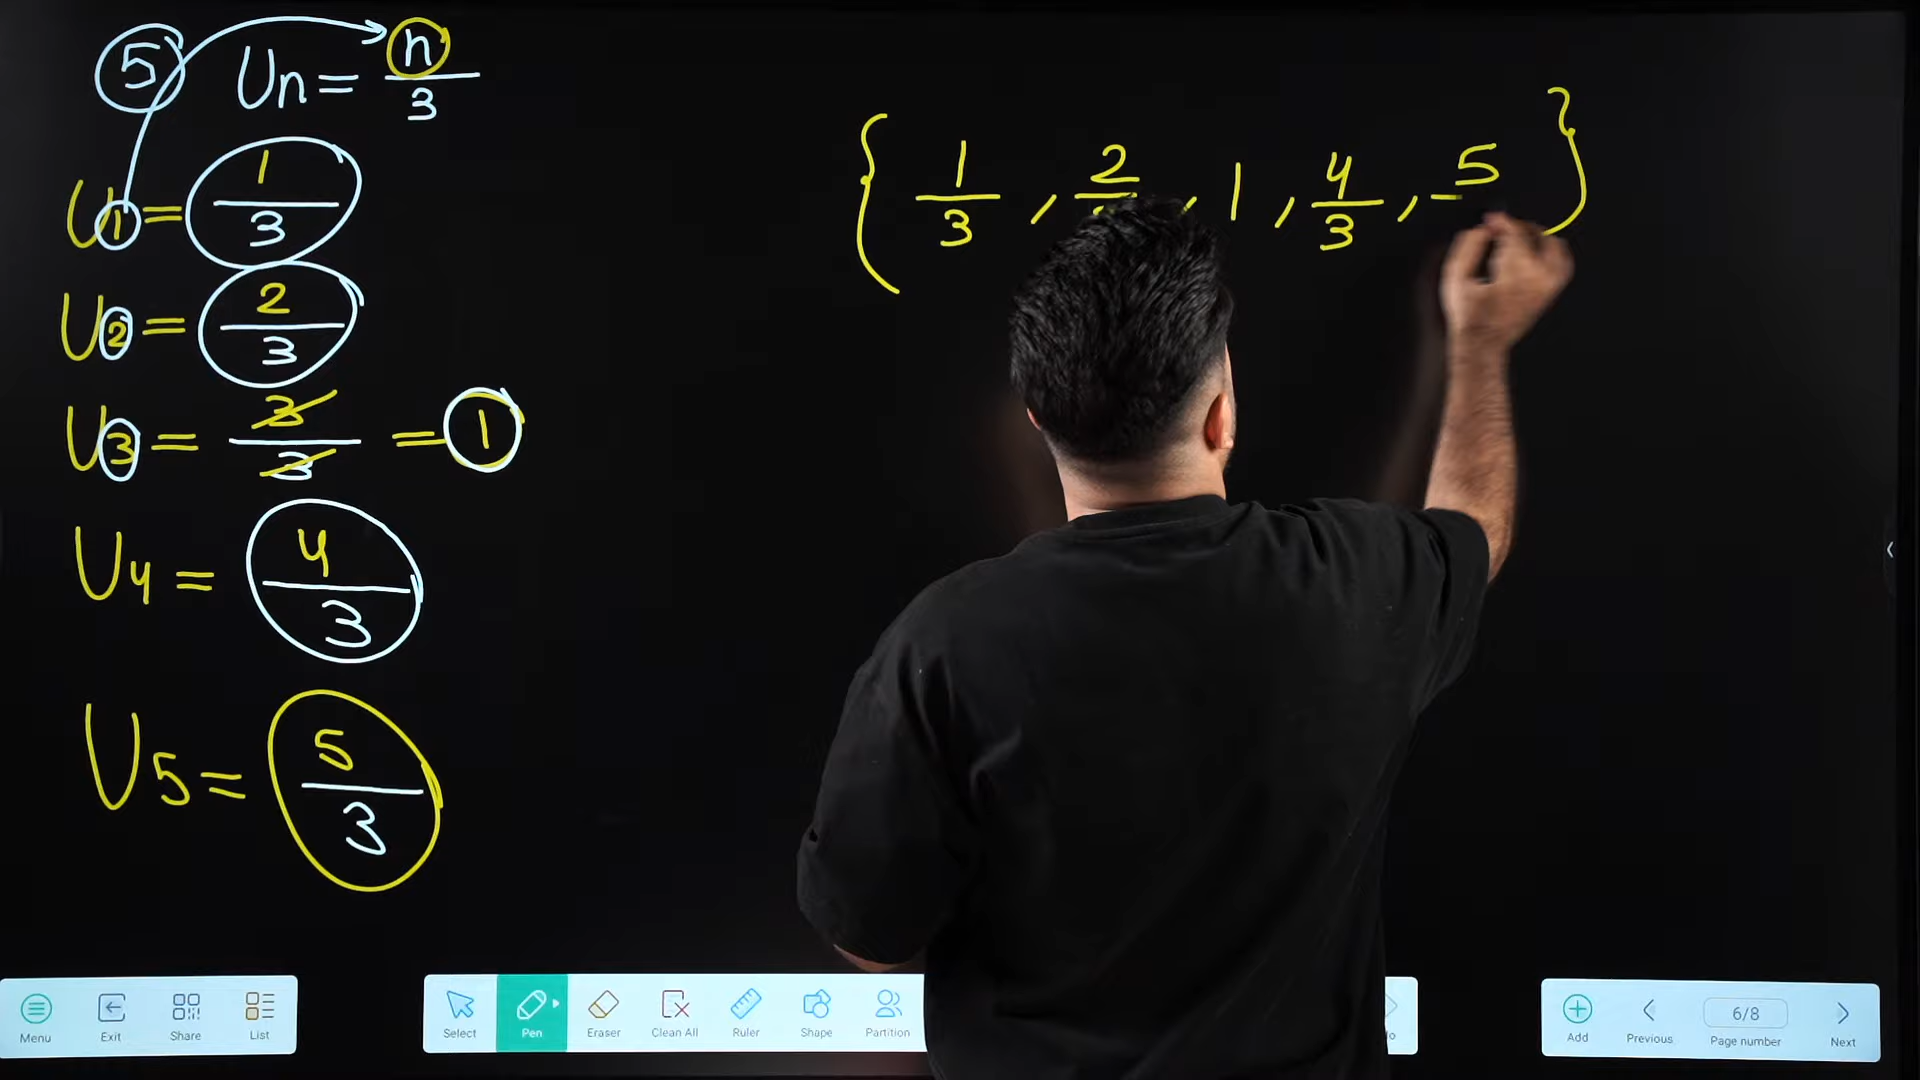 5 Un = n/3
U1 = 1/3
U2 = 2/3
U3 = 3/3 = 1
U4 = 4/3
U5 = 5/3
{ 1/3 , 2 , 1 , 4/3 , 5 }
Menu Exit Share List
Select Pen Eraser Clean All Ruler Shape Partition
Add Previous 6/8 Page number Next